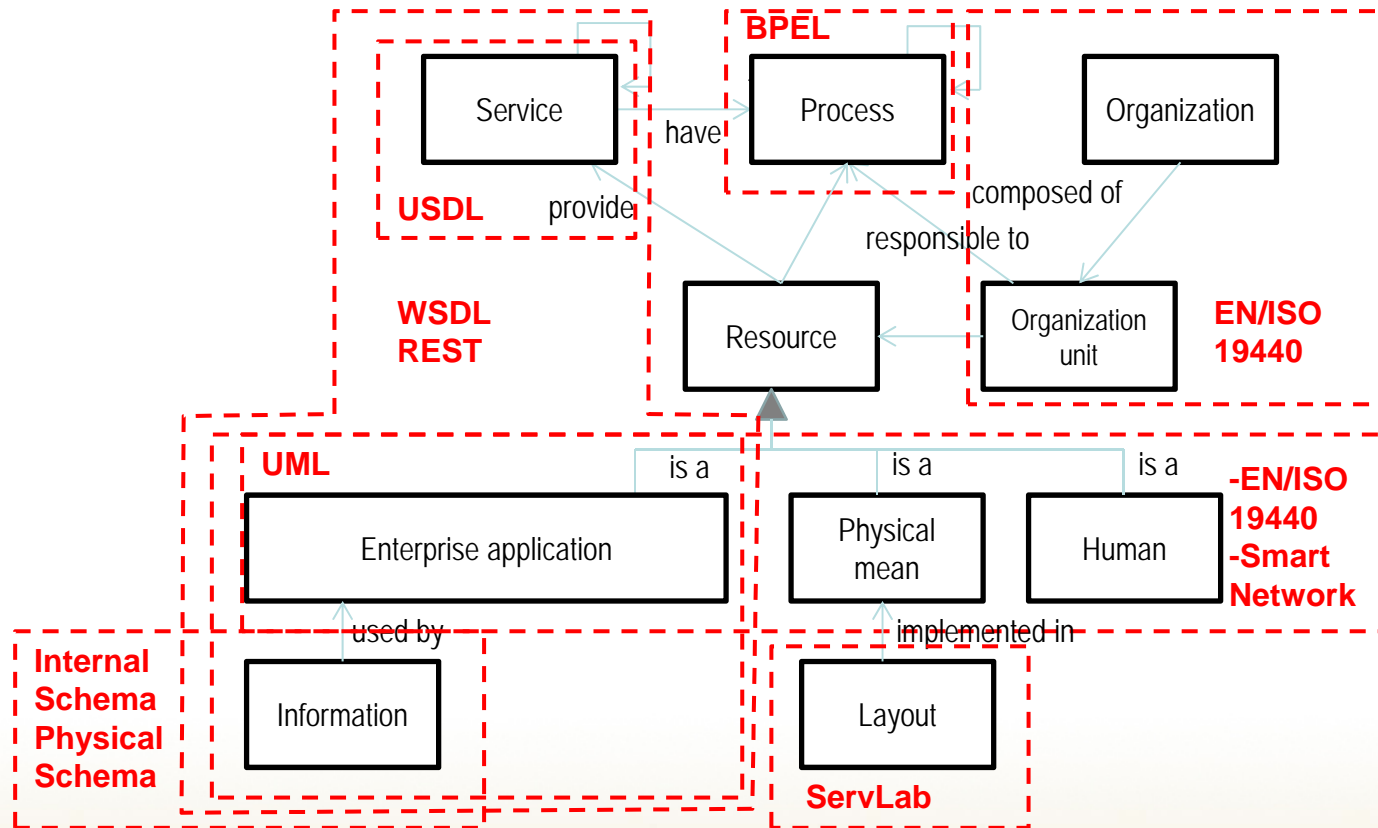 BPEL
Service
Process
Organization
have
USDL
provide
composed of
responsible to
WSDL
REST
Resource
Organization
unit
EN/ISO
19440
UML
is a
is a
is a
Enterprise application
Physical
mean
Human
-EN/ISO
19440
-Smart
Network
used by
implemented in
Internal
Schema
Physical
Schema
Information
Layout
ServLab